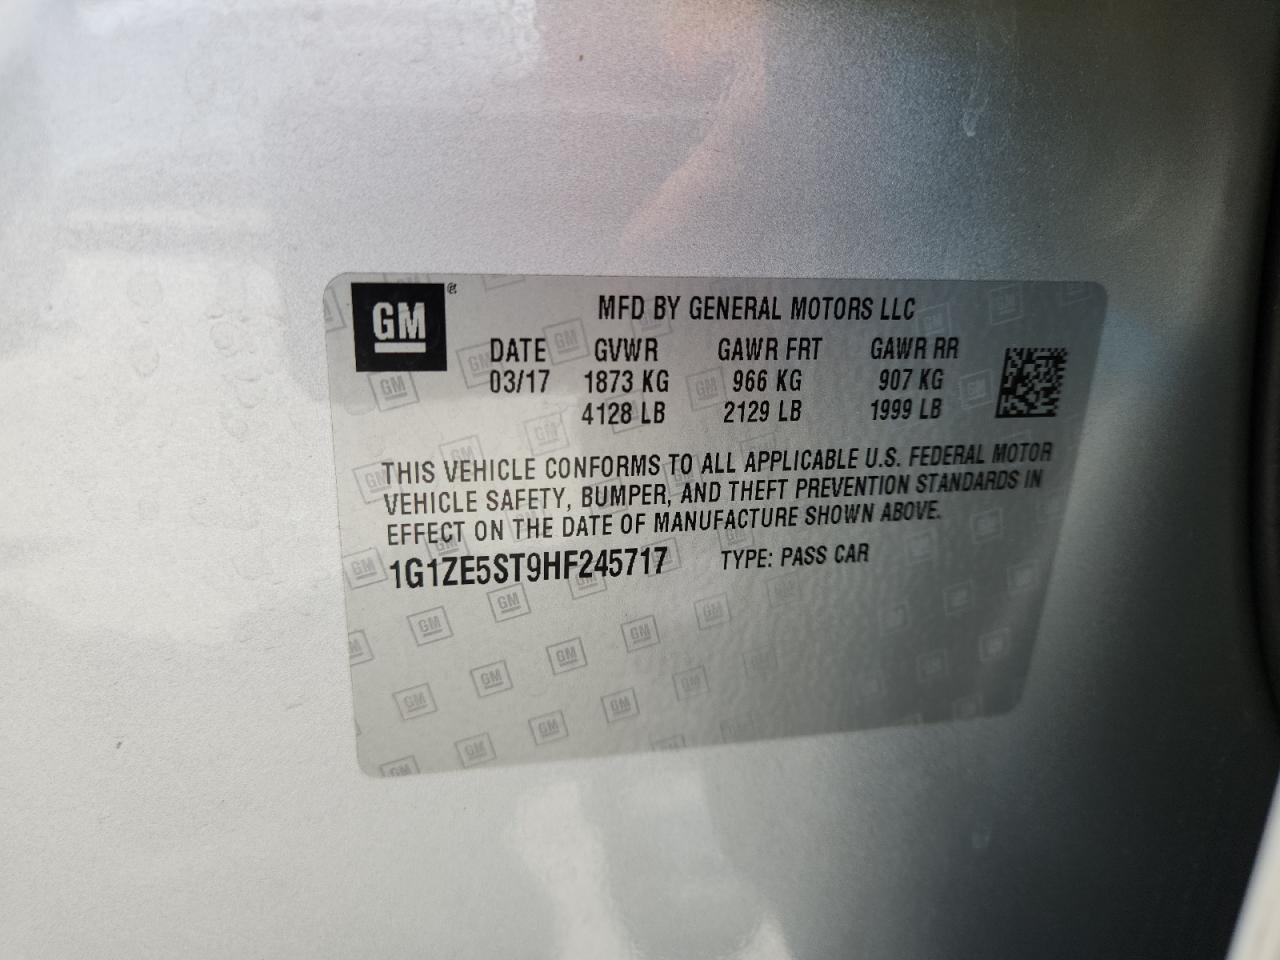 GM
MFD BY GENERAL MOTORS LLC
DATE GVWR GAWR FRT GAWR RR
03/17 1873 KG 966 KG 907 KG
4128 LB 2129 LB 1999 LB
THIS VEHICLE CONFORMS TO ALL APPLICABLE U.S. FEDERAL MOTOR
VEHICLE SAFETY, BUMPER, AND THEFT PREVENTION STANDARDS IN
EFFECT ON THE DATE OF MANUFACTURE SHOWN ABOVE.
1G1ZE5ST9HF245717 TYPE: PASS CAR